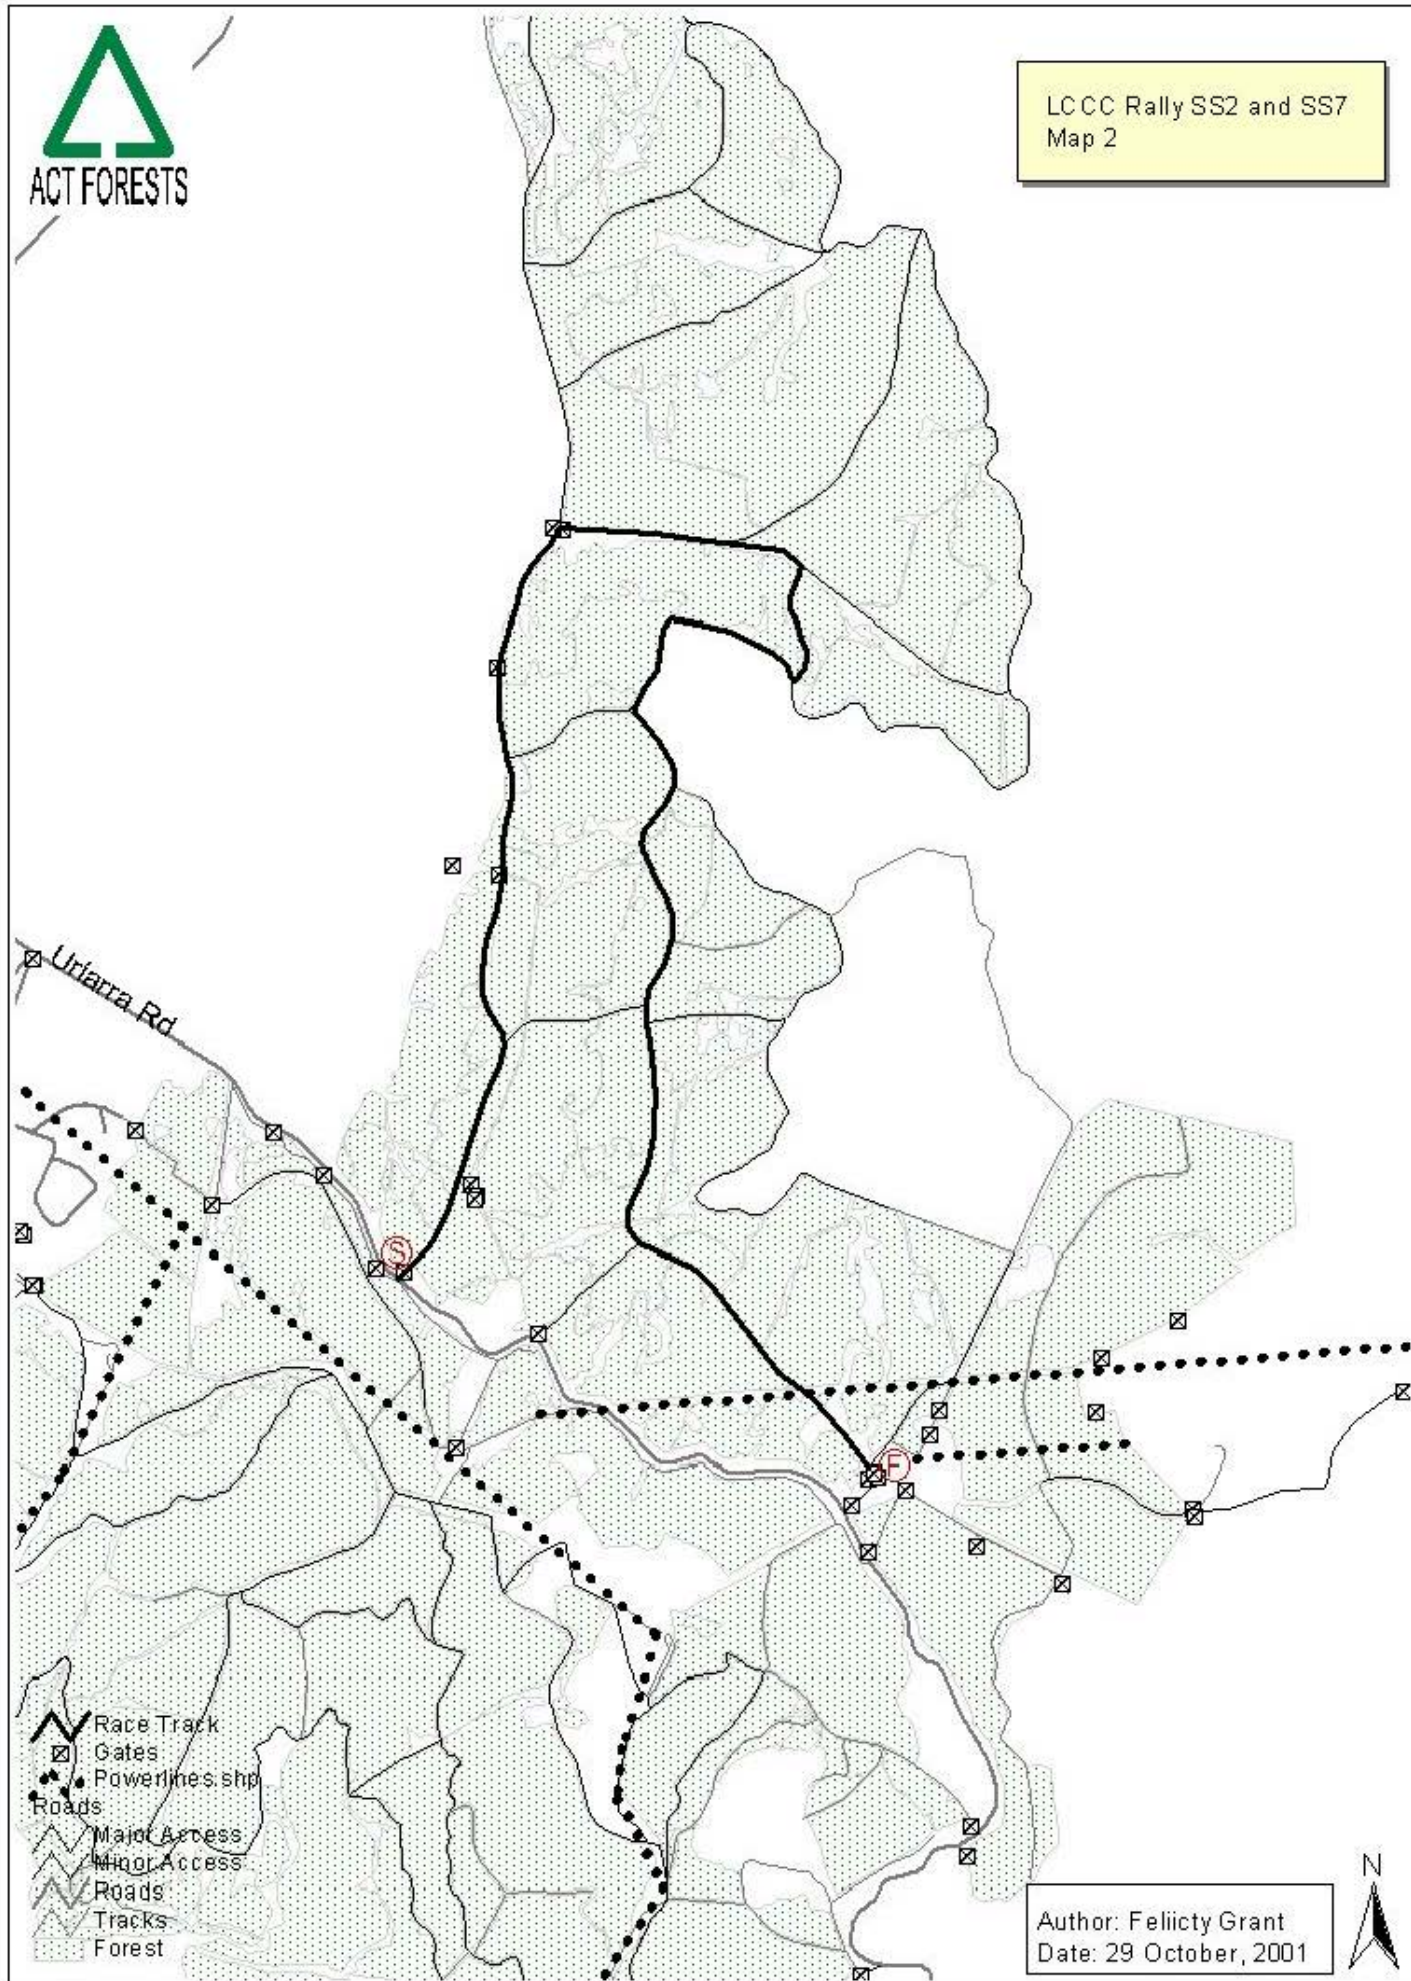 ACT FORESTS
LCCC Rally SS2 and SS7
Map 2
Uriarra Rd
S
F
Race Track
Gates
Powerlines.shp
Roads
Major Access
Minor Access
Roads
Tracks
Forest
N
Author: Feliicty Grant
Date: 29 October, 2001